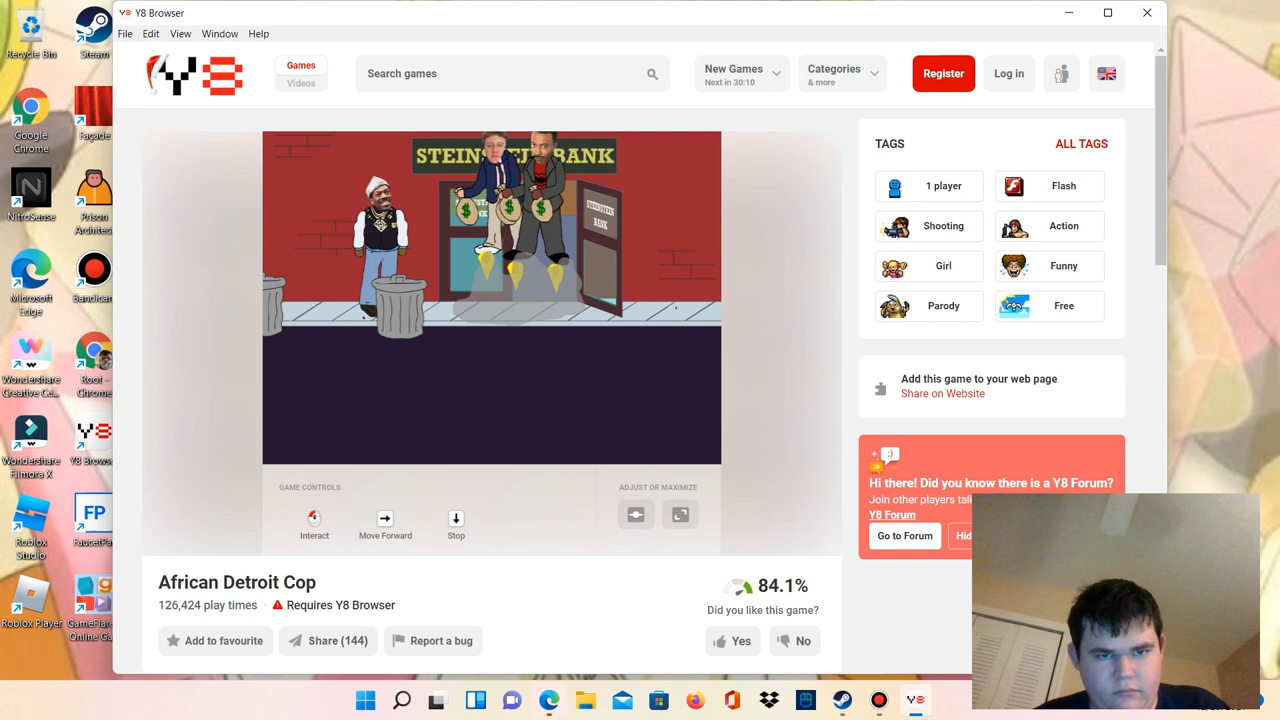 Y8 Browser
File Edit View Window Help
Y8
Games
Videos
Search games
New Games
Next in 30:10
Categories
& more
Register
Log in
STEINSTEIN BANK
STEINSTEIN
BANK
TAGS
ALL TAGS
1 player
Flash
Shooting
Action
Girl
Funny
Parody
Free
Add this game to your web page
Share on Website
Hi there! Did you know there is a Y8 Forum?
Join other players talk
Y8 Forum
Go to Forum
Hid
GAME CONTROLS
ADJUST OR MAXIMIZE
Interact
Move Forward
Stop
African Detroit Cop
84.1%
126,424 play times · Requires Y8 Browser
Did you like this game?
Add to favourite
Share (144)
Report a bug
Yes
No
Recycle Bin
Steam
Google
Chrome
Façade
NitroSense
Prison
Architec...
Microsoft
Edge
Bandicam
Wondershare
Creative Ce...
Root -
Chrome
Wondershare
Filmora X
Y8 Brows
Roblox
Studio
FP
FacetPa
Roblox Player
GameFlare
Online Ga